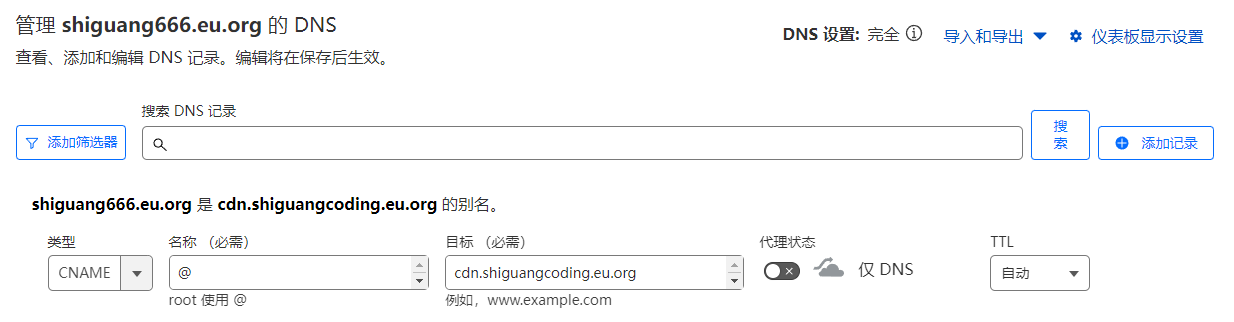 管理 shiguang666.eu.org 的 DNS
查看、添加和编辑 DNS 记录。编辑将在保存后生效。
DNS 设置: 完全
导入和导出
仪表板显示设置
搜索 DNS 记录
添加筛选器
搜
索
添加记录
shiguang666.eu.org 是 cdn.shiguangcoding.eu.org 的别名。
类型
名称 （必需）
目标 （必需）
代理状态
TTL
CNAME
@
cdn.shiguangcoding.eu.org
仅 DNS
自动
root 使用 @
例如，www.example.com